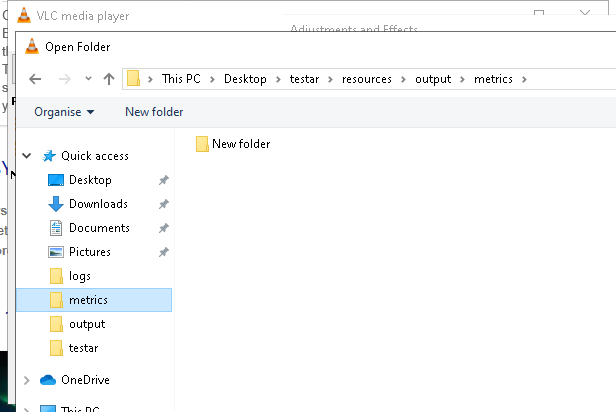 VLC media player
Adjustments and Effects
Open Folder
This PC > Desktop > testar > resources > output > metrics >
Organise New folder
New folder
Quick access
Desktop
Downloads
Documents
Pictures
logs
metrics
output
testar
OneDrive
This PC